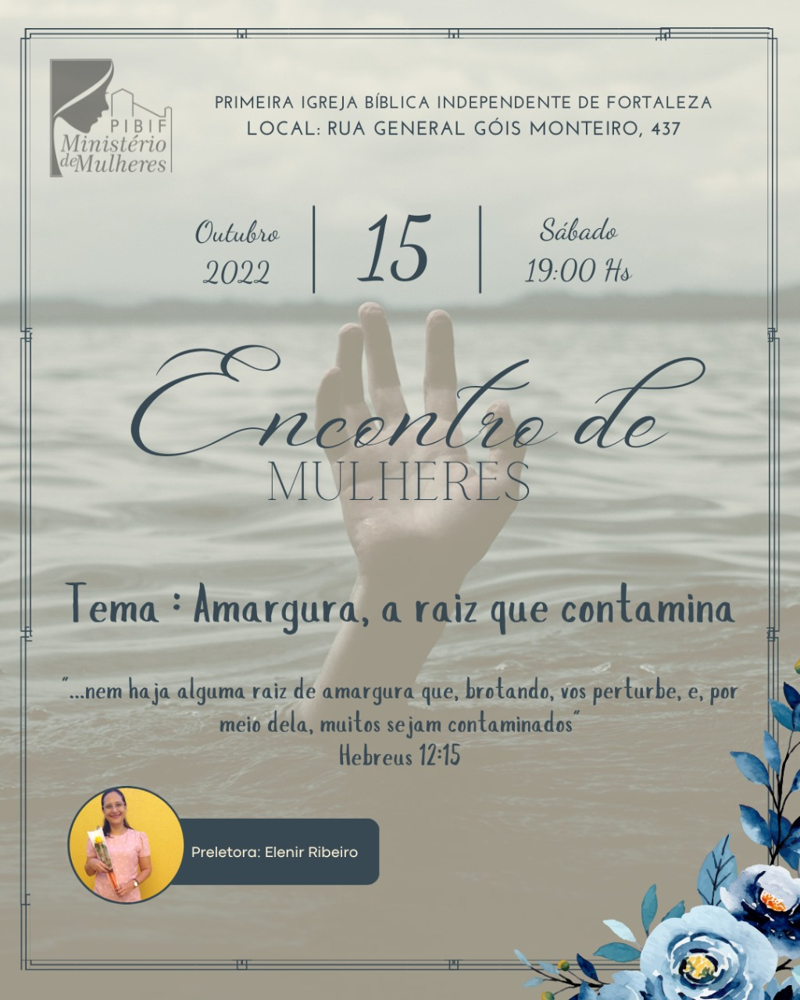 PIBIF
Ministério
de Mulheres
PRIMEIRA IGREJA BÍBLICA INDEPENDENTE DE FORTALEZA
LOCAL: RUA GENERAL GÓIS MONTEIRO, 437
Outubro
2022
15
Sábado
19:00 Hs
Encontro de
MULHERES
Tema : Amargura, a raiz que contamina
"...nem haja alguma raiz de amargura que, brotando, vos perturbe, e, por
meio dela, muitos sejam contaminados"
Hebreus 12:15
Preletora: Elenir Ribeiro